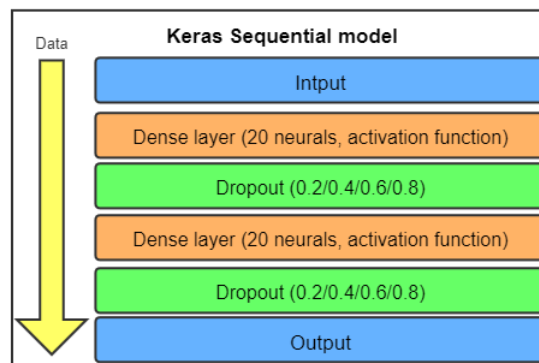 Keras Sequential model
Data
Intput
Dense layer (20 neurals, activation function)
Dropout (0.2/0.4/0.6/0.8)
Dense layer (20 neurals, activation function)
Dropout (0.2/0.4/0.6/0.8)
Output